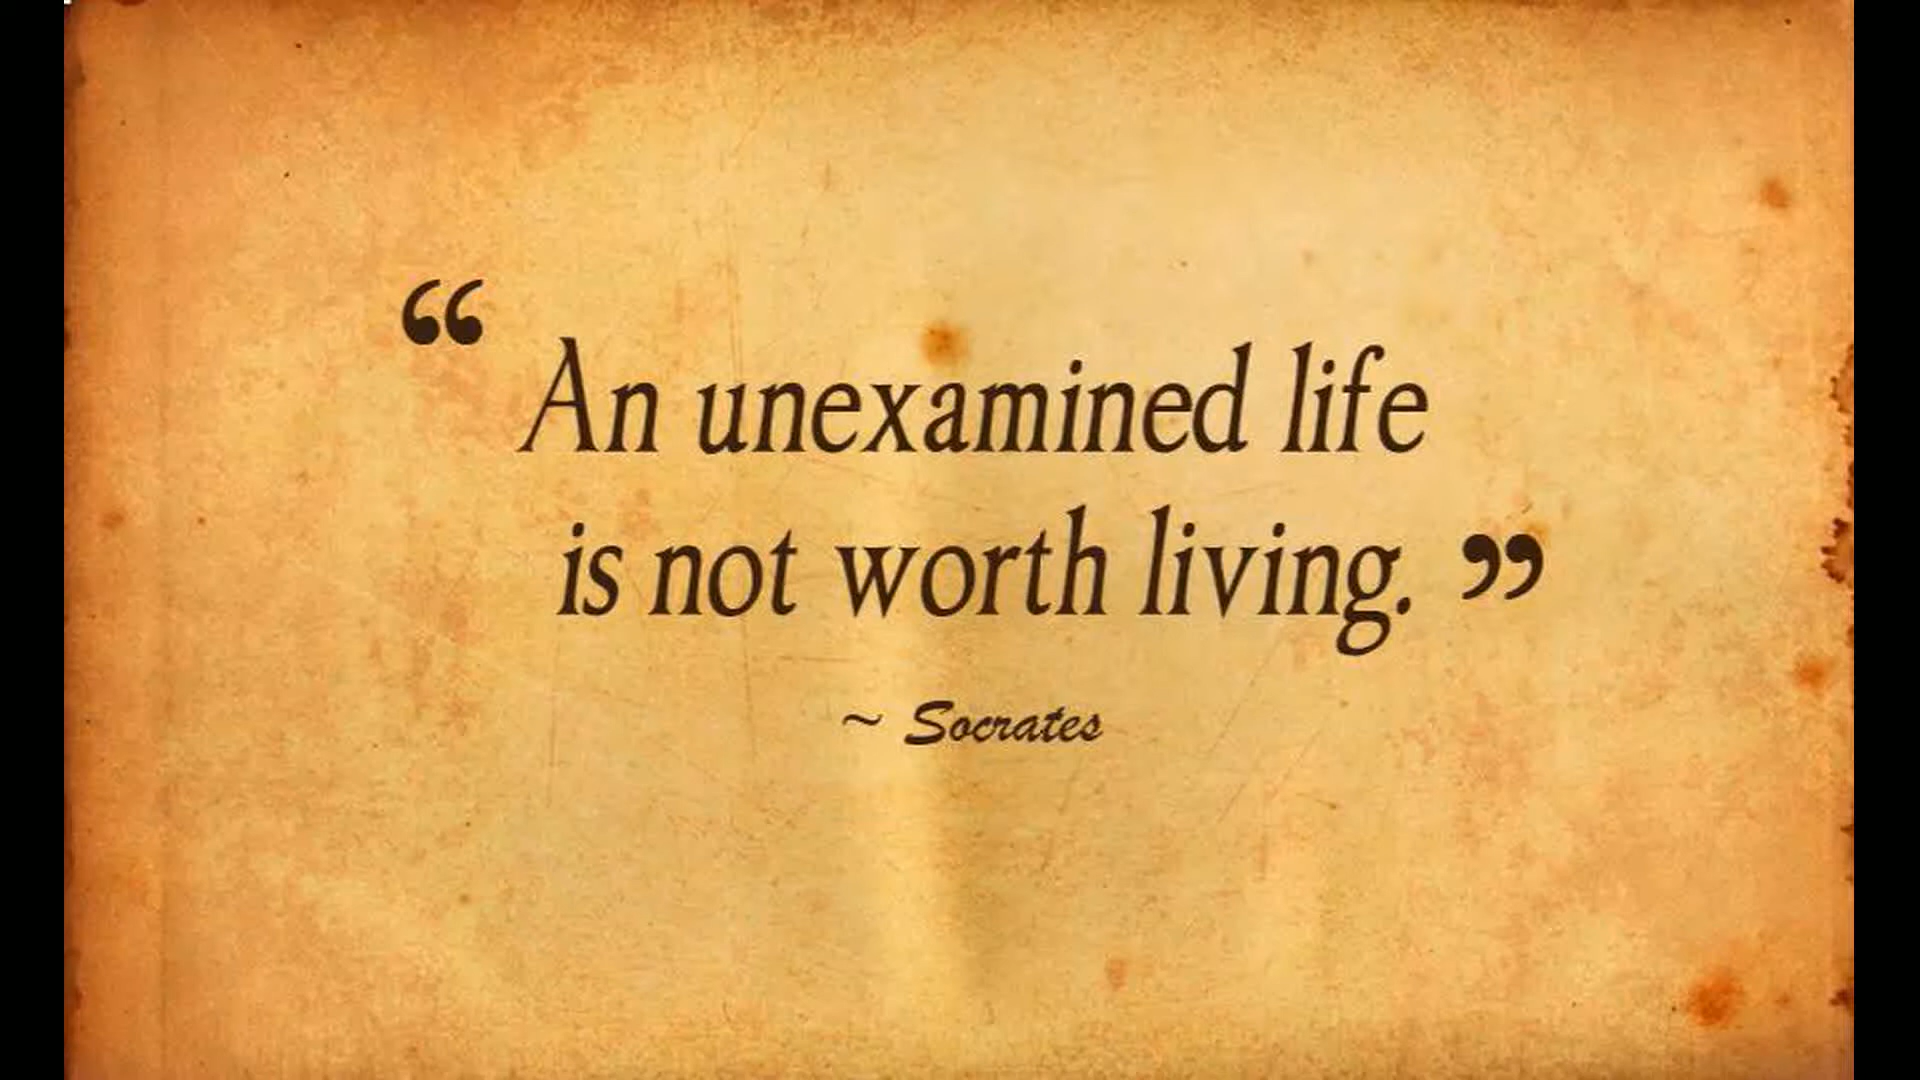 “ An unexamined life
is not worth living. ”
~ Socrates